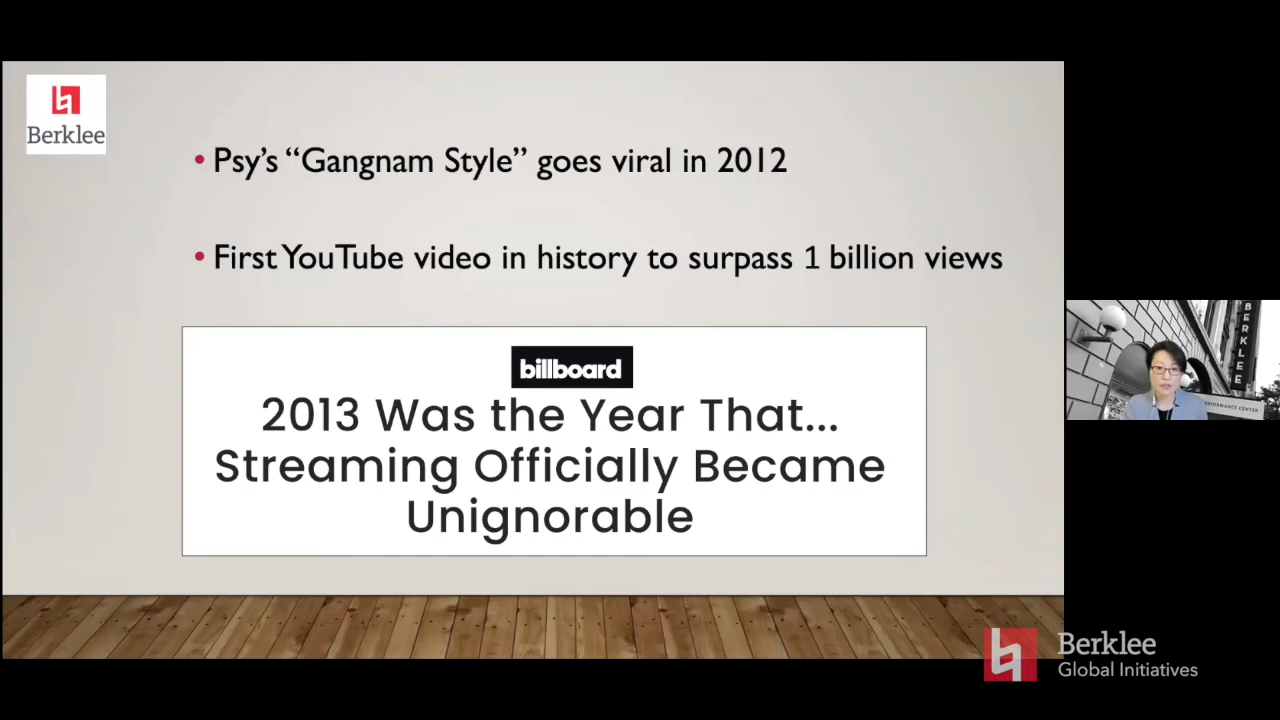 Berklee
• Psy’s “Gangnam Style” goes viral in 2012
• First YouTube video in history to surpass 1 billion views
billboard
2013 Was the Year That...
Streaming Officially Became
Unignorable
BERKLEE
Berklee
Global Initiatives